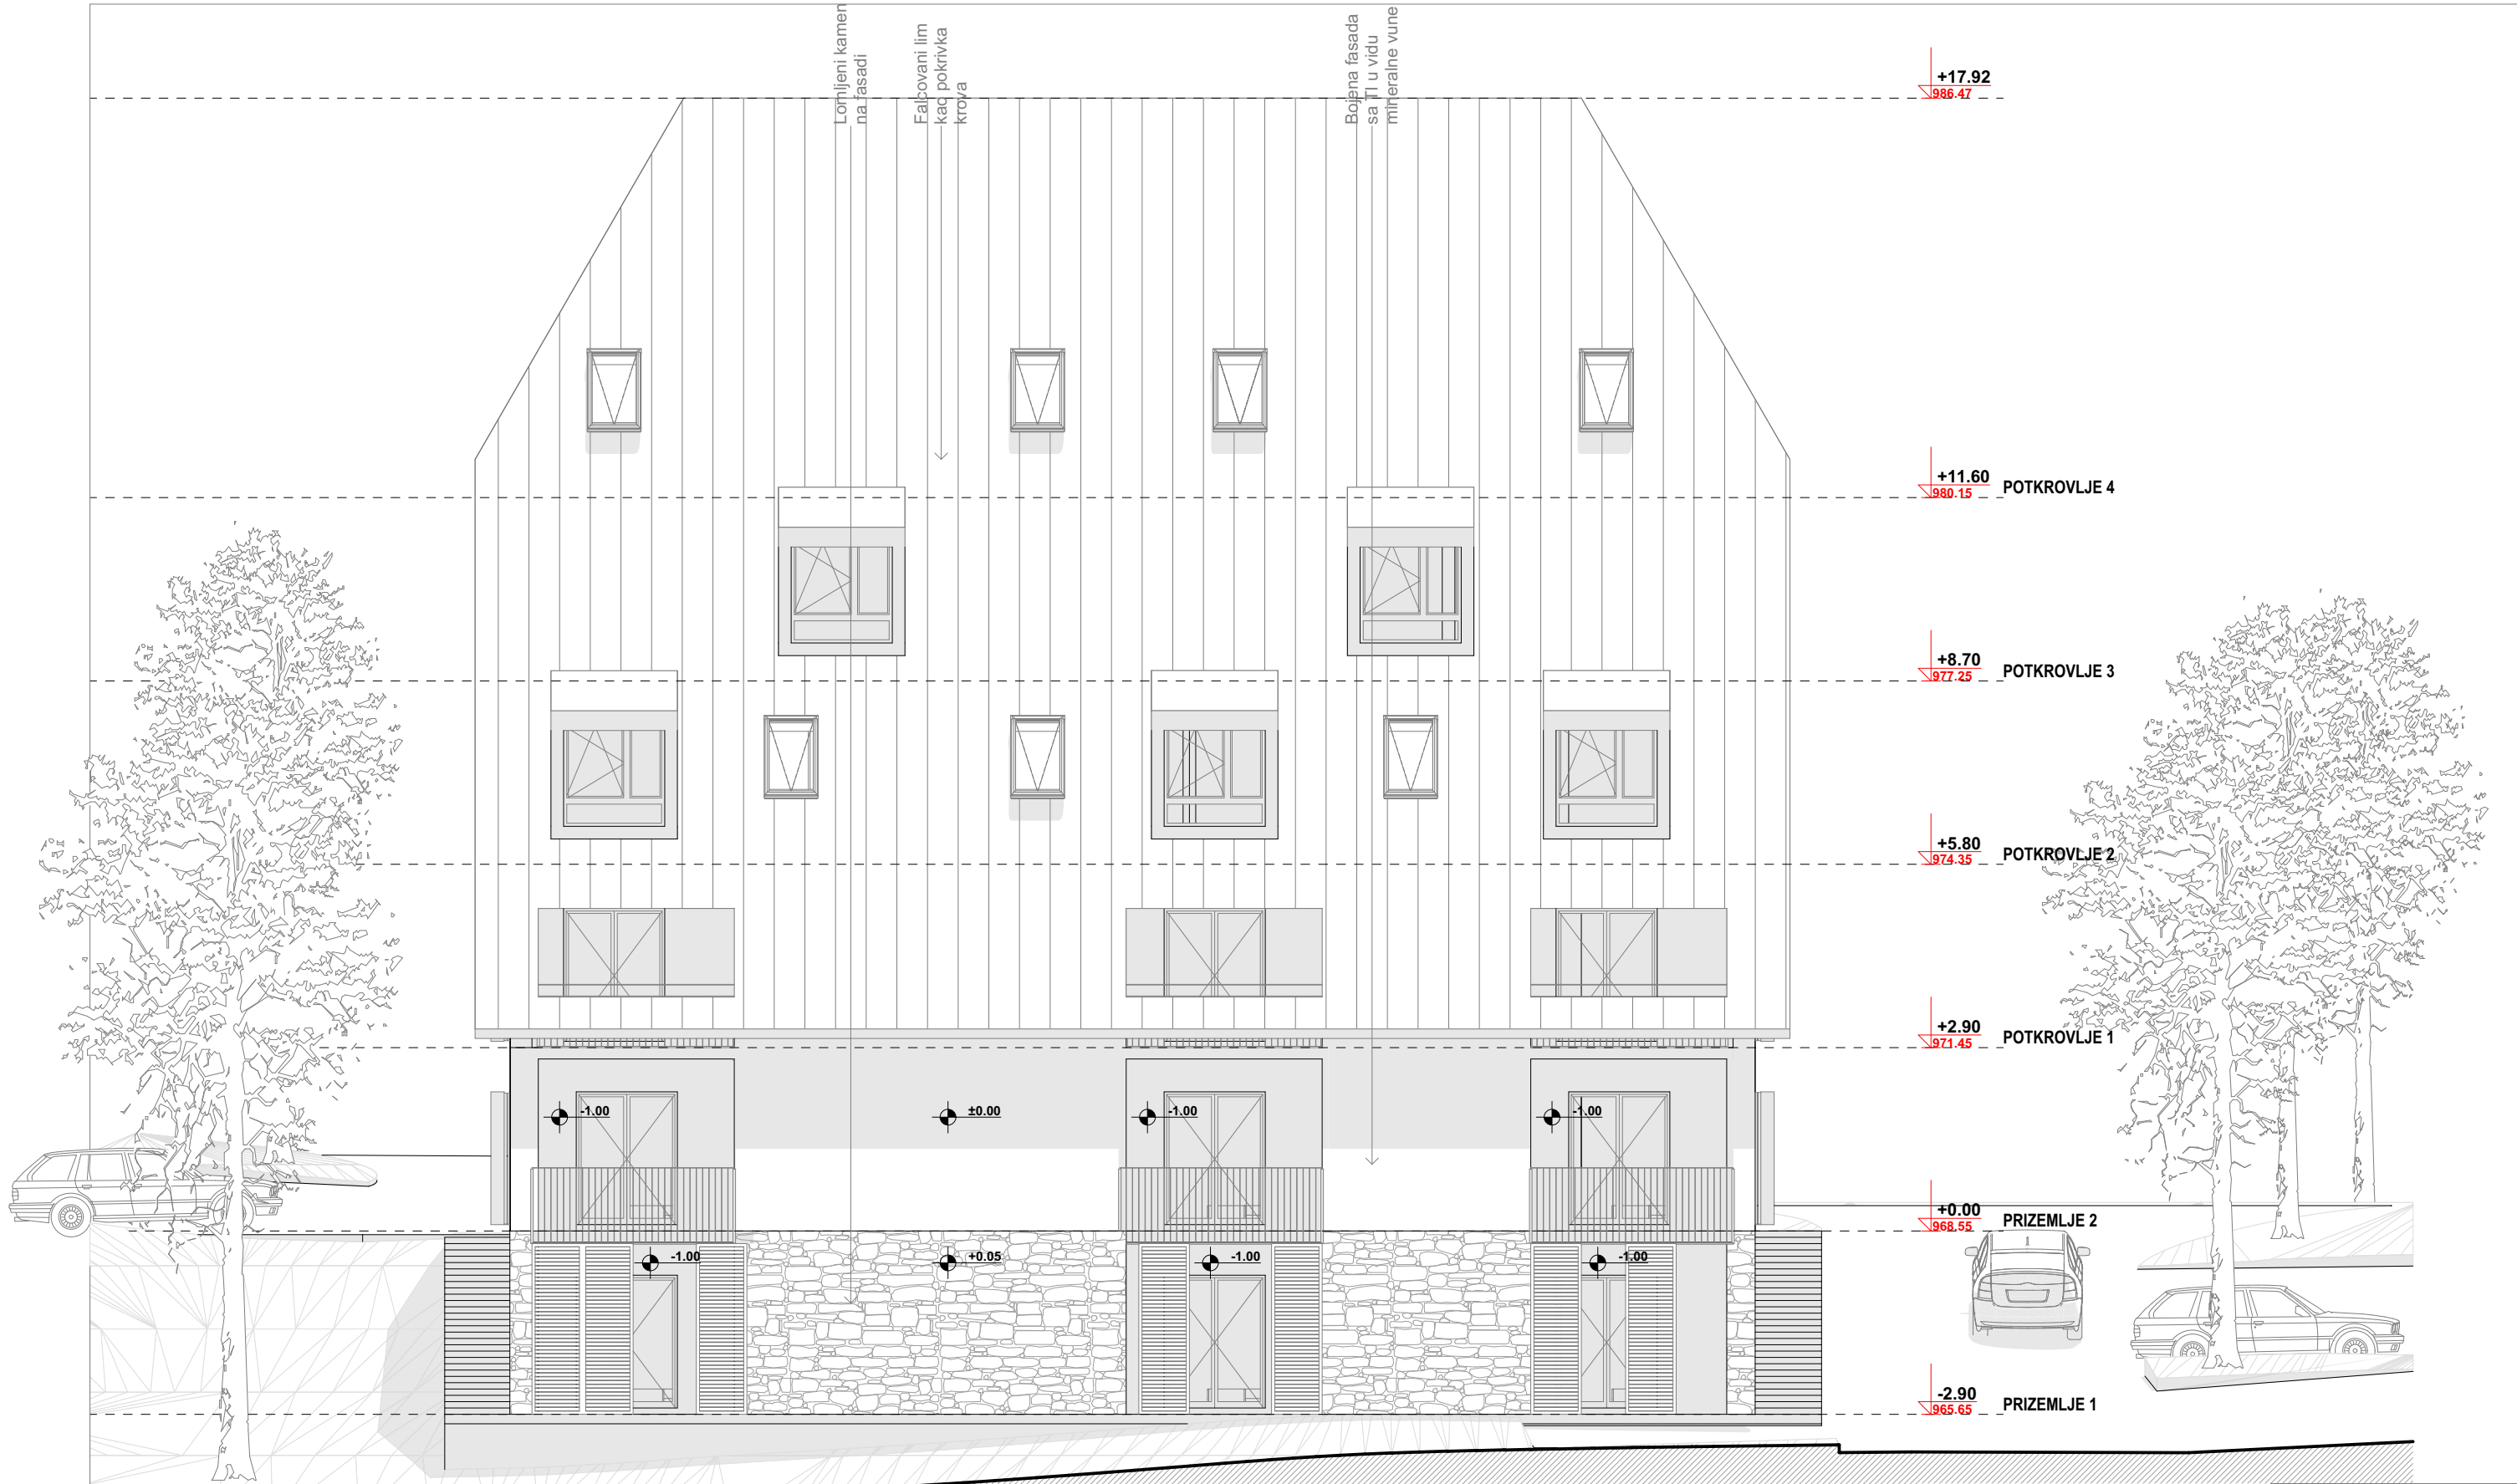 Lomljeni kamen
na fasadi
Falcovani lim
kao pokrivka
krova
Bojena fasada
sa TI u vidu
mineralne vune
+17.92
986.47
+11.60
980.15
POTKROVLJE 4
+8.70
977.25
POTKROVLJE 3
+5.80
974.35
POTKROVLJE 2
+2.90
971.45
POTKROVLJE 1
-1.00
±0.00
-1.00
-1.00
+0.00
968.55
PRIZEMLJE 2
-1.00
+0.05
-1.00
-1.00
-2.90
965.65
PRIZEMLJE 1